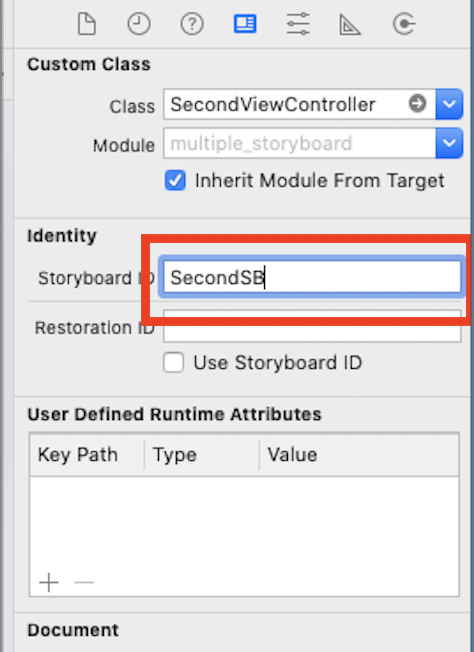 Custom Class
Class SecondViewController
Module multiple_storyboard
Inherit Module From Target
Identity
Storyboard ID SecondSB
Restoration ID
Use Storyboard ID
User Defined Runtime Attributes
Key Path Type Value
Document